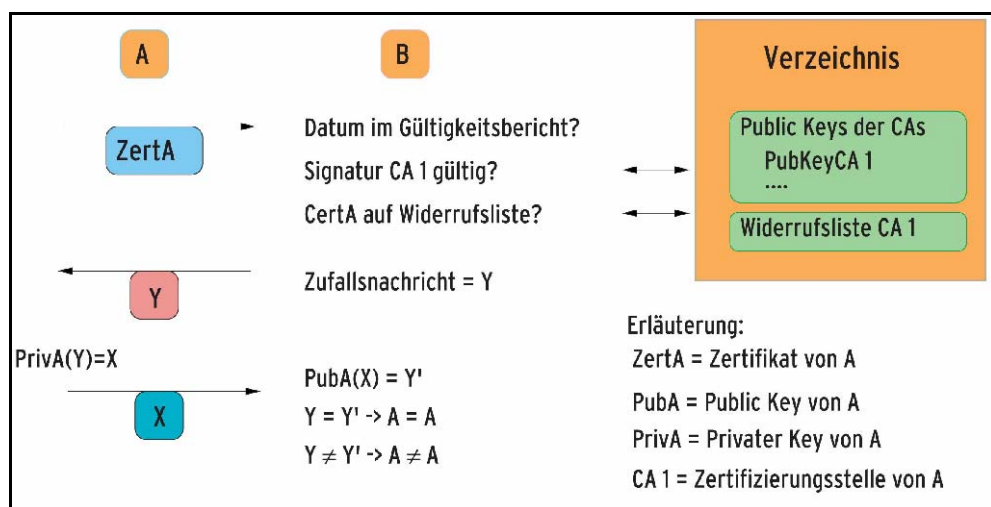 A
B
Verzeichnis
ZertA
Datum im Gültigkeitsbericht?
Signatur CA 1 gültig?
CertA auf Widerrufsliste?
Public Keys der CAs
PubKeyCA 1
....
Widerrufsliste CA 1
Y
Zufallsnachricht = Y
PrivA(Y)=X
X
PubA(X) = Y'
Y = Y' -> A = A
Y ≠ Y' -> A ≠ A
Erläuterung:
ZertA = Zertifikat von A
PubA = Public Key von A
PrivA = Privater Key von A
CA 1 = Zertifizierungsstelle von A